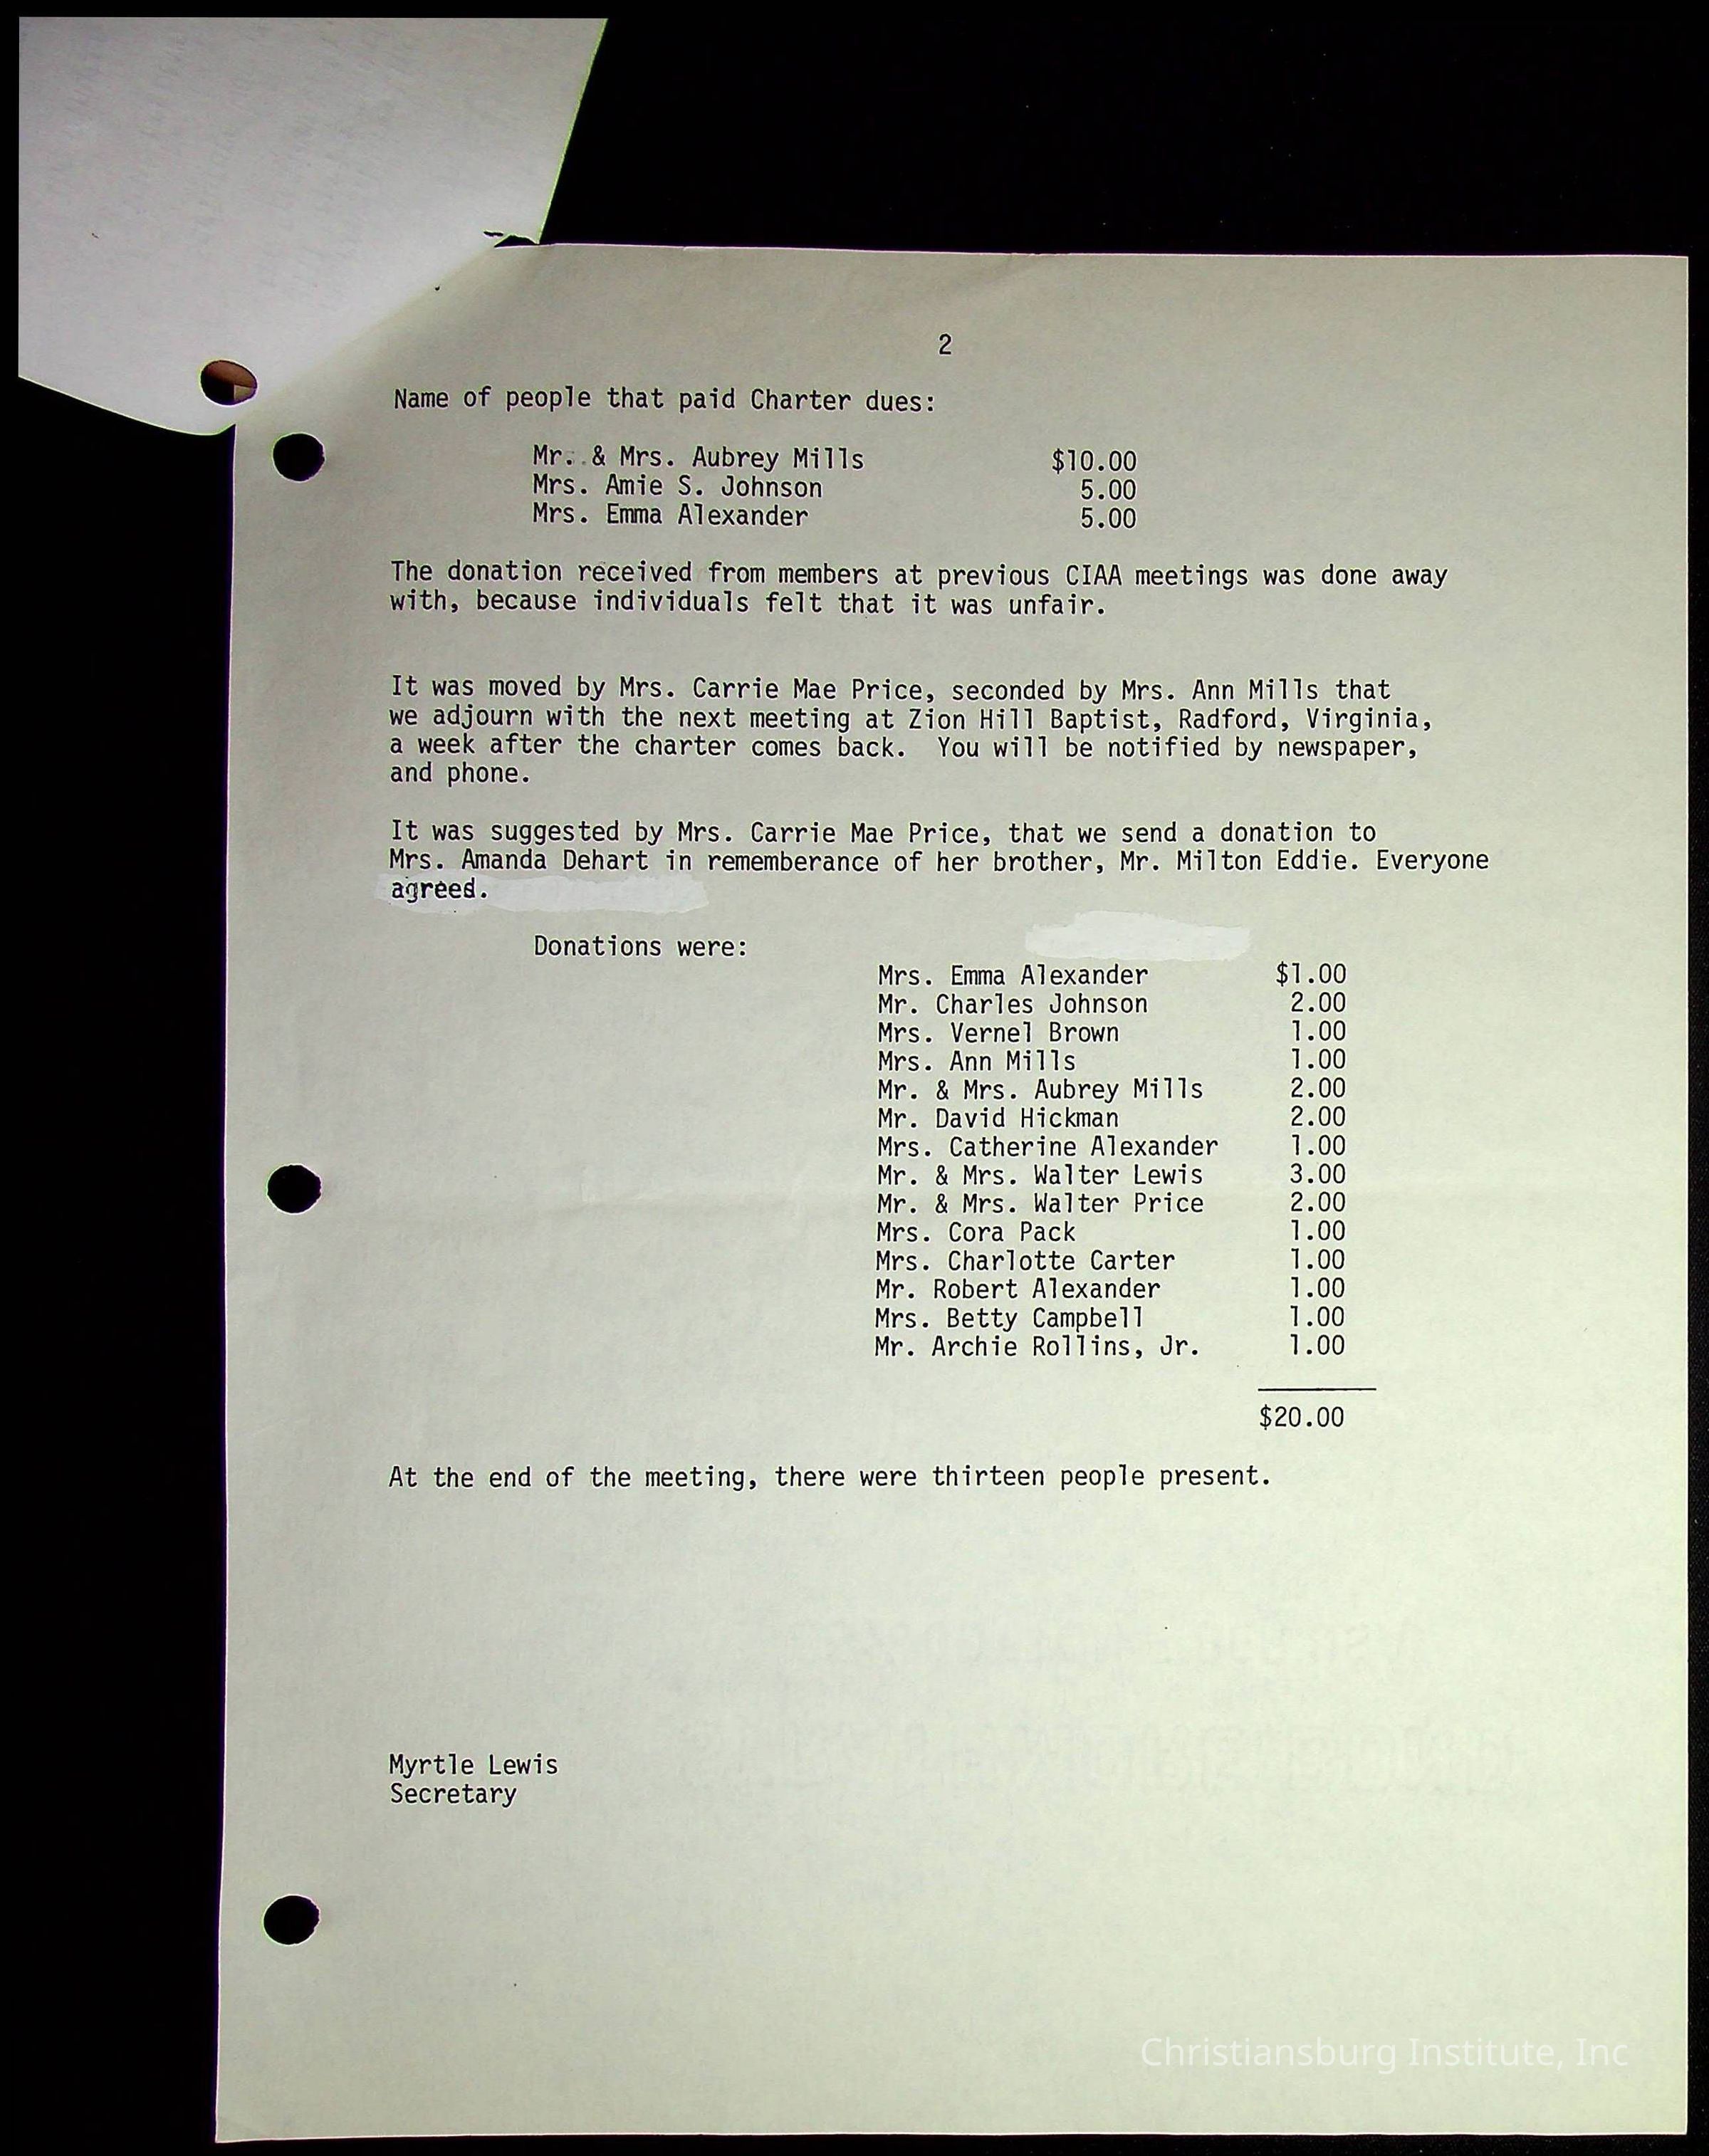 2
Name of people that paid Charter dues:
Mr. & Mrs. Aubrey Mills $10.00
Mrs. Amie S. Johnson 5.00
Mrs. Emma Alexander 5.00
The donation received from members at previous CIAA meetings was done away
with, because individuals felt that it was unfair.
It was moved by Mrs. Carrie Mae Price, seconded by Mrs. Ann Mills that
we adjourn with the next meeting at Zion Hill Baptist, Radford, Virginia,
a week after the charter comes back. You will be notified by newspaper,
and phone.
It was suggested by Mrs. Carrie Mae Price, that we send a donation to
Mrs. Amanda Dehart in rememberance of her brother, Mr. Milton Eddie. Everyone
agreed.
Donations were:
Mrs. Emma Alexander $1.00
Mr. Charles Johnson 2.00
Mrs. Vernel Brown 1.00
Mrs. Ann Mills 1.00
Mr. & Mrs. Aubrey Mills 2.00
Mr. David Hickman 2.00
Mrs. Catherine Alexander 1.00
Mr. & Mrs. Walter Lewis 3.00
Mr. & Mrs. Walter Price 2.00
Mrs. Cora Pack 1.00
Mrs. Charlotte Carter 1.00
Mr. Robert Alexander 1.00
Mrs. Betty Campbell 1.00
Mr. Archie Rollins, Jr. 1.00
$20.00
At the end of the meeting, there were thirteen people present.
Myrtle Lewis
Secretary
Christiansburg Institute, Inc